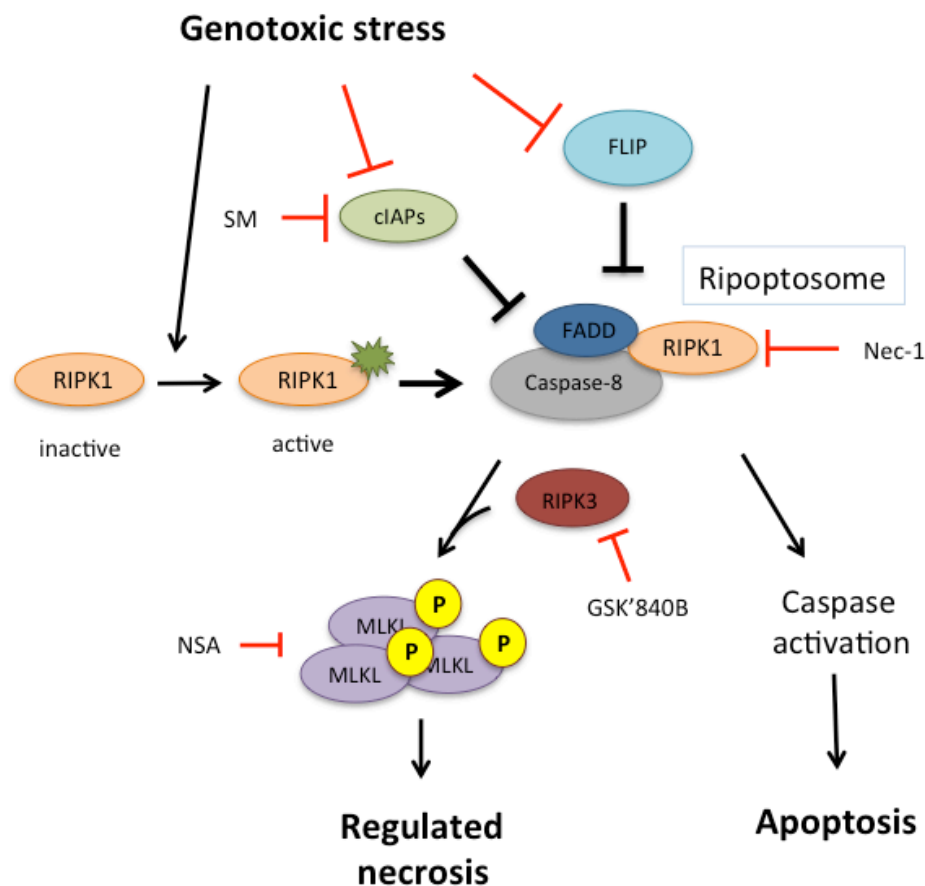 Genotoxic stress
FLIP
SM
cIAPs
Ripoptosome
FADD
RIPK1
Nec-1
RIPK1
RIPK1
Caspase-8
inactive
active
RIPK3
GSK'840B
P
MLKL
P
P
NSA
MLKL
MLKL
Caspase
activation
Regulated
necrosis
Apoptosis